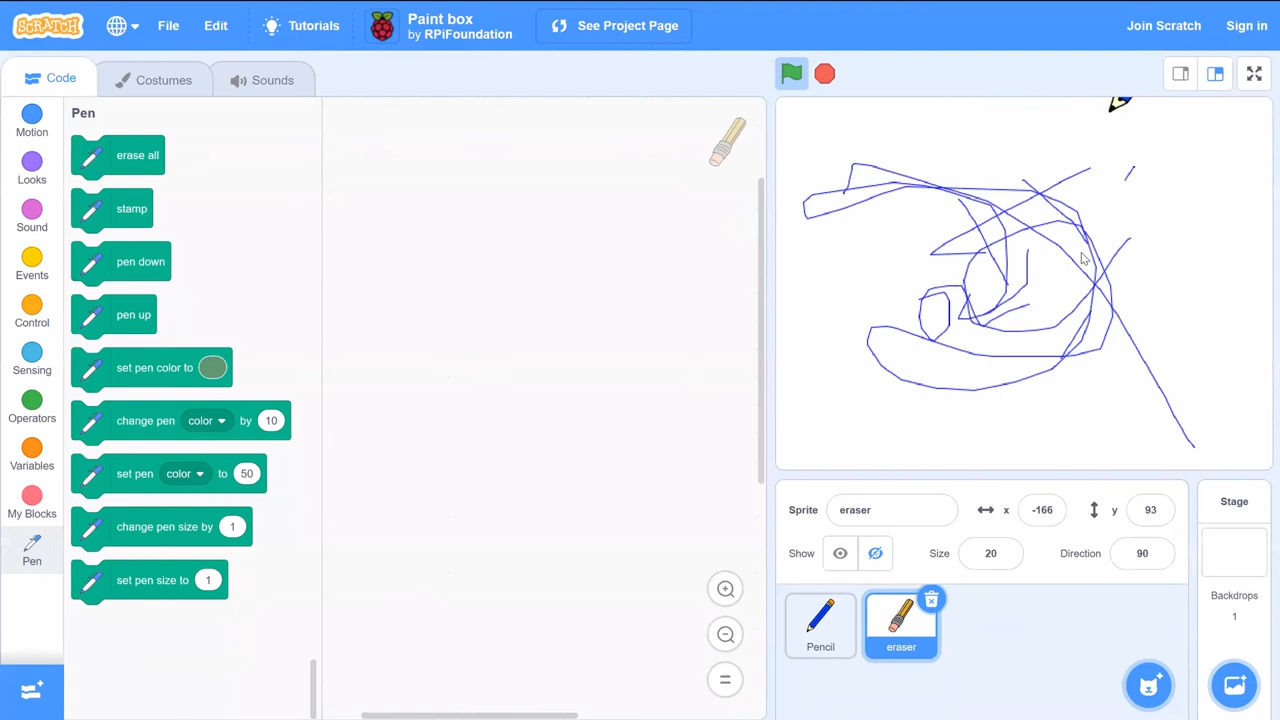 SCRATCH
File
Edit
Tutorials
Paint box
by RPiFoundation
See Project Page
Join Scratch
Sign in
Code
Costumes
Sounds
Motion
Looks
Sound
Events
Control
Sensing
Operators
Variables
My Blocks
Pen
Pen
erase all
stamp
pen down
pen up
set pen color to
change pen color by 10
set pen color to 50
change pen size by 1
set pen size to 1
Sprite eraser x -166 y 93
Show Size 20 Direction 90
Pencil
eraser
Stage
Backdrops
1